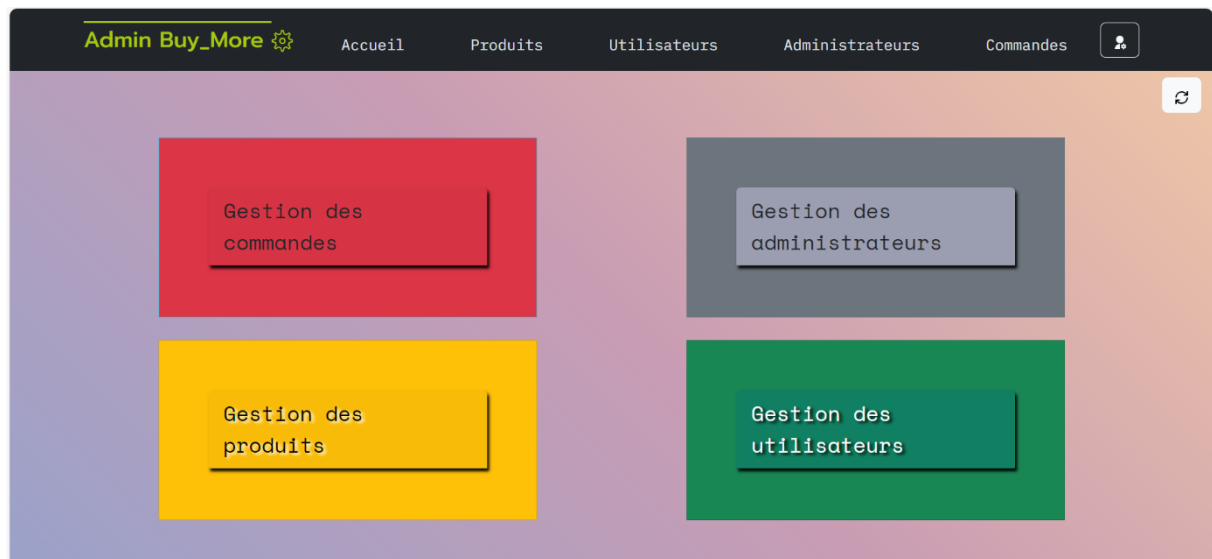 Admin Buy_More
Accueil
Produits
Utilisateurs
Administrateurs
Commandes
Gestion des
commandes
Gestion des
administrateurs
Gestion des
produits
Gestion des
utilisateurs